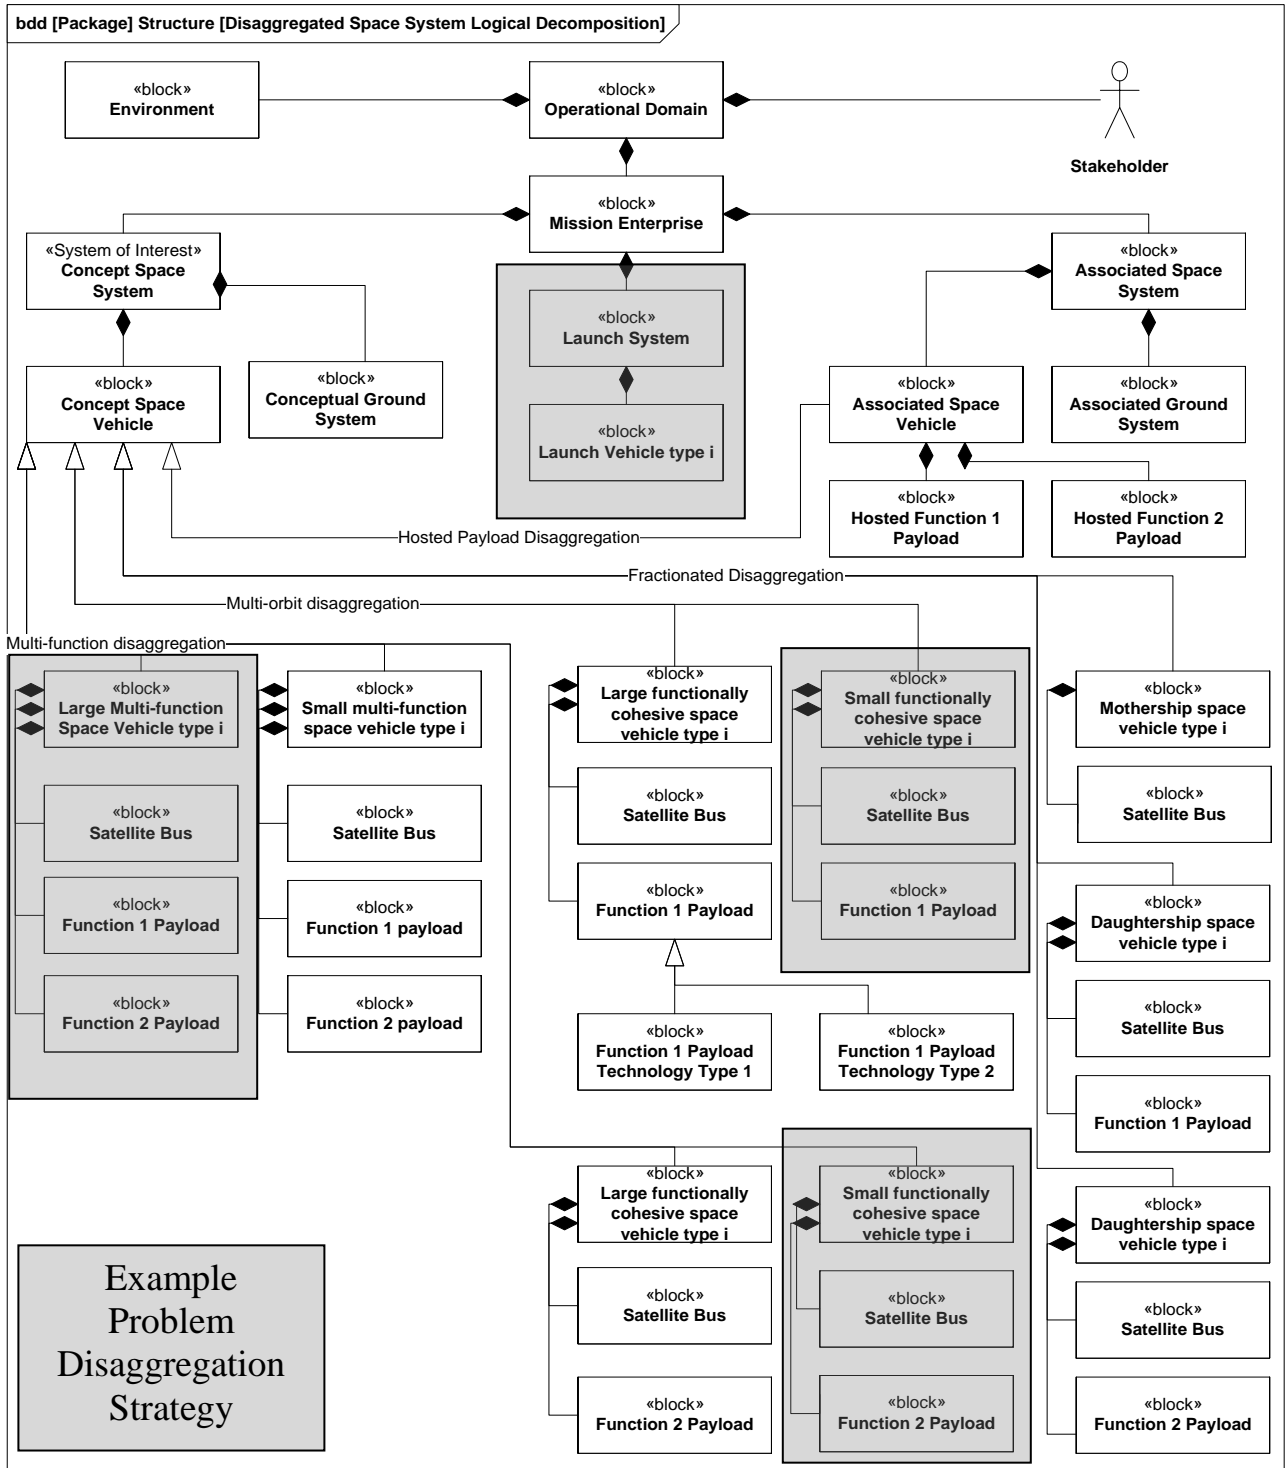 bdd [Package] Structure [Disaggregated Space System Logical Decomposition]
«block»
Environment
«block»
Operational Domain
Stakeholder
«block»
Mission Enterprise
«System of Interest»
Concept Space
System
«block»
Associated Space
System
«block»
Launch System
«block»
Concept Space
Vehicle
«block»
Conceptual Ground
System
«block»
Launch Vehicle type i
«block»
Associated Space
Vehicle
«block»
Associated Ground
System
«block»
Hosted Function 1
Payload
«block»
Hosted Function 2
Payload
Hosted Payload Disaggregation
Fractionated Disaggregation
Multi-orbit disaggregation
Multi-function disaggregation
«block»
Large Multi-function
Space Vehicle type i
«block»
Satellite Bus
«block»
Function 1 Payload
«block»
Function 2 Payload
«block»
Small multi-function
space vehicle type i
«block»
Satellite Bus
«block»
Function 1 payload
«block»
Function 2 payload
«block»
Large functionally
cohesive space
vehicle type i
«block»
Satellite Bus
«block»
Function 1 Payload
«block»
Function 1 Payload
Technology Type 1
«block»
Function 1 Payload
Technology Type 2
«block»
Small functionally
cohesive space
vehicle type i
«block»
Satellite Bus
«block»
Function 1 Payload
«block»
Mothership space
vehicle type i
«block»
Satellite Bus
«block»
Daughtership space
vehicle type i
«block»
Satellite Bus
«block»
Function 1 Payload
«block»
Large functionally
cohesive space
vehicle type i
«block»
Satellite Bus
«block»
Function 2 Payload
«block»
Small functionally
cohesive space
vehicle type i
«block»
Satellite Bus
«block»
Function 2 Payload
«block»
Daughtership space
vehicle type i
«block»
Satellite Bus
«block»
Function 2 Payload
Example
Problem
Disaggregation
Strategy